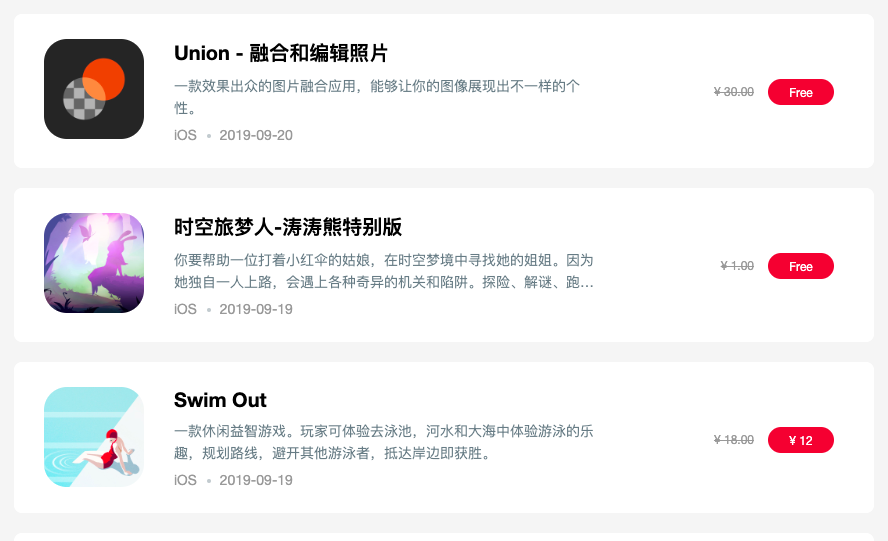 Union - 融合和编辑照片
一款效果出众的图片融合应用，能够让你的图像展现出不一样的个
性。
¥ 30.00 Free
iOS • 2019-09-20
时空旅梦人-涛涛熊特别版
你要帮助一位打着小红伞的姑娘，在时空梦境中寻找她的姐姐。因为
她独自一人上路，会遇上各种奇异的机关和陷阱。探险、解谜、跑...
¥ 1.00 Free
iOS • 2019-09-19
Swim Out
一款休闲益智游戏。玩家可体验去泳池，河水和大海中体验游泳的乐
趣，规划路线，避开其他游泳者，抵达岸边即获胜。
¥ 18.00 ¥ 12
iOS • 2019-09-19